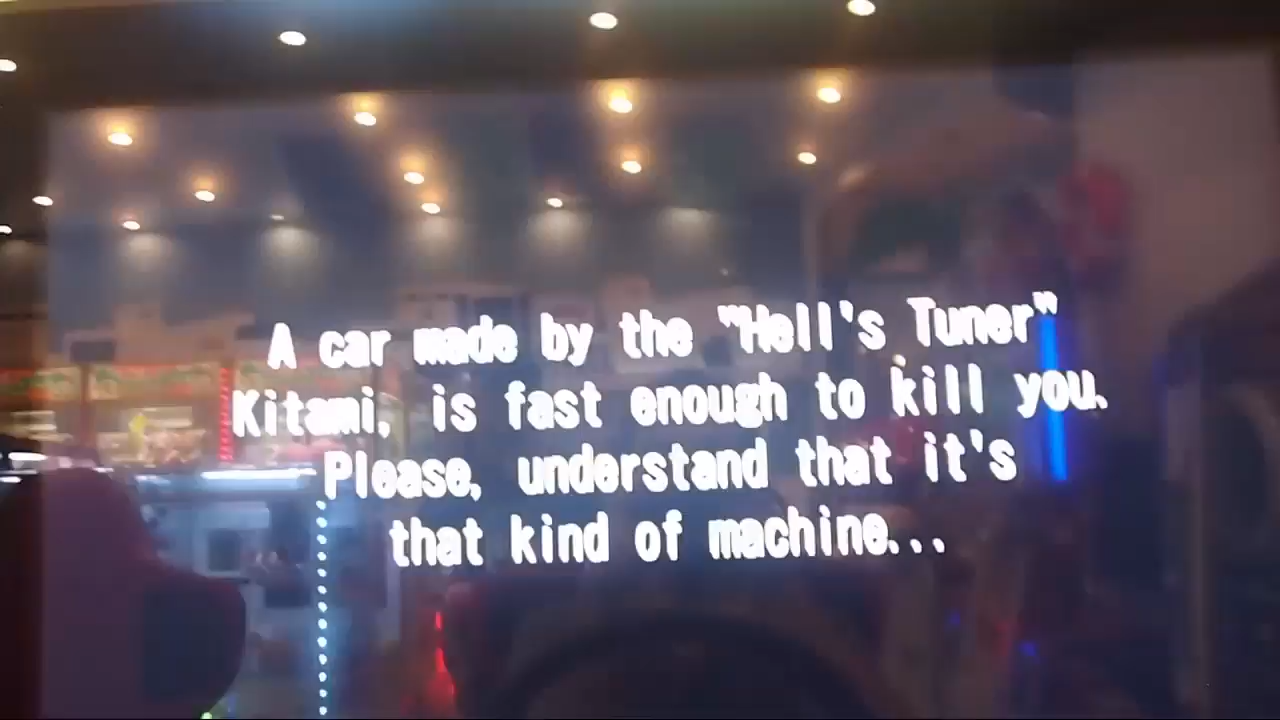 A car made by the "Hell's Tuner"
Kitami, is fast enough to kill you.
Please, understand that it's
that kind of machine...